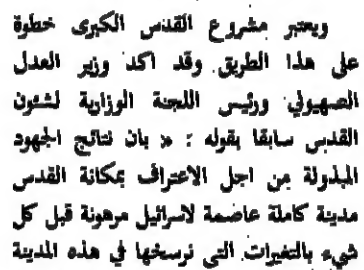 ويعتبر مشروع القدس الكبرى خطوة
على هذا الطريق. وقد اكد وزير العدل
الصهيوني ورئيس اللجنة الوزارية لشئون
القدس سابقا بقوله : « بان نتائج الجهود
المبذولة من اجل الاعتراف بمكانة القدس
مدينة كاملة عاصمة لاسرائيل مرهونة قبل كل
شيء بالتغيرات التي نرسخها في هذه المدينة